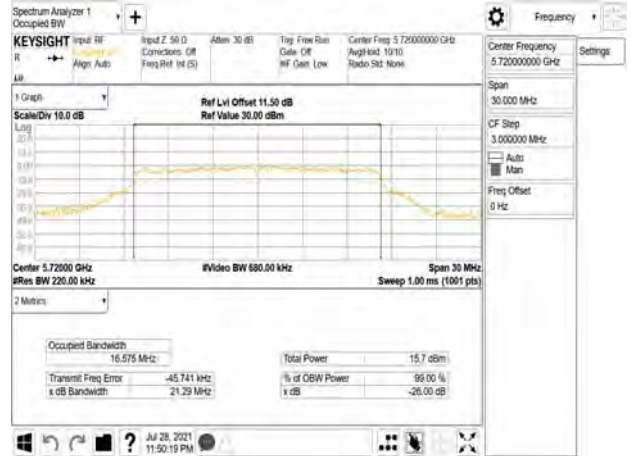 Spectrum Analyzer 1
Occupied BW
Frequency
KEYSIGHT Input: RF
Input Z: 50 Ω
Atten: 30 dB
Trig: Free Run
Center Freq: 5.720000000 GHz
Corrections: Off
Gate: Off
Avg|Hold: 10/10
Align: Auto
Freq Ref: Int (S)
#IF Gain: Low
Radio Std: None
Center Frequency
5.720000000 GHz
Settings
Span
30.000 MHz
CF Step
3.000000 MHz
Auto
Man
Freq Offset
0 Hz
1 Graph
Scale/Div 10.0 dB
Ref Lvl Offset 11.50 dB
Ref Value 30.00 dBm
Log
Center 5.72000 GHz
#Video BW 680.00 kHz
Span 30 MHz
#Res BW 220.00 kHz
Sweep 1.00 ms (1001 pts)
2 Metrics
Occupied Bandwidth
16.575 MHz
Total Power 15.7 dBm
Transmit Freq Error -45.741 kHz
% of OBW Power 99.00 %
x dB Bandwidth 21.29 MHz
x dB -26.00 dB
Jul 28, 2021
11:50:19 PM